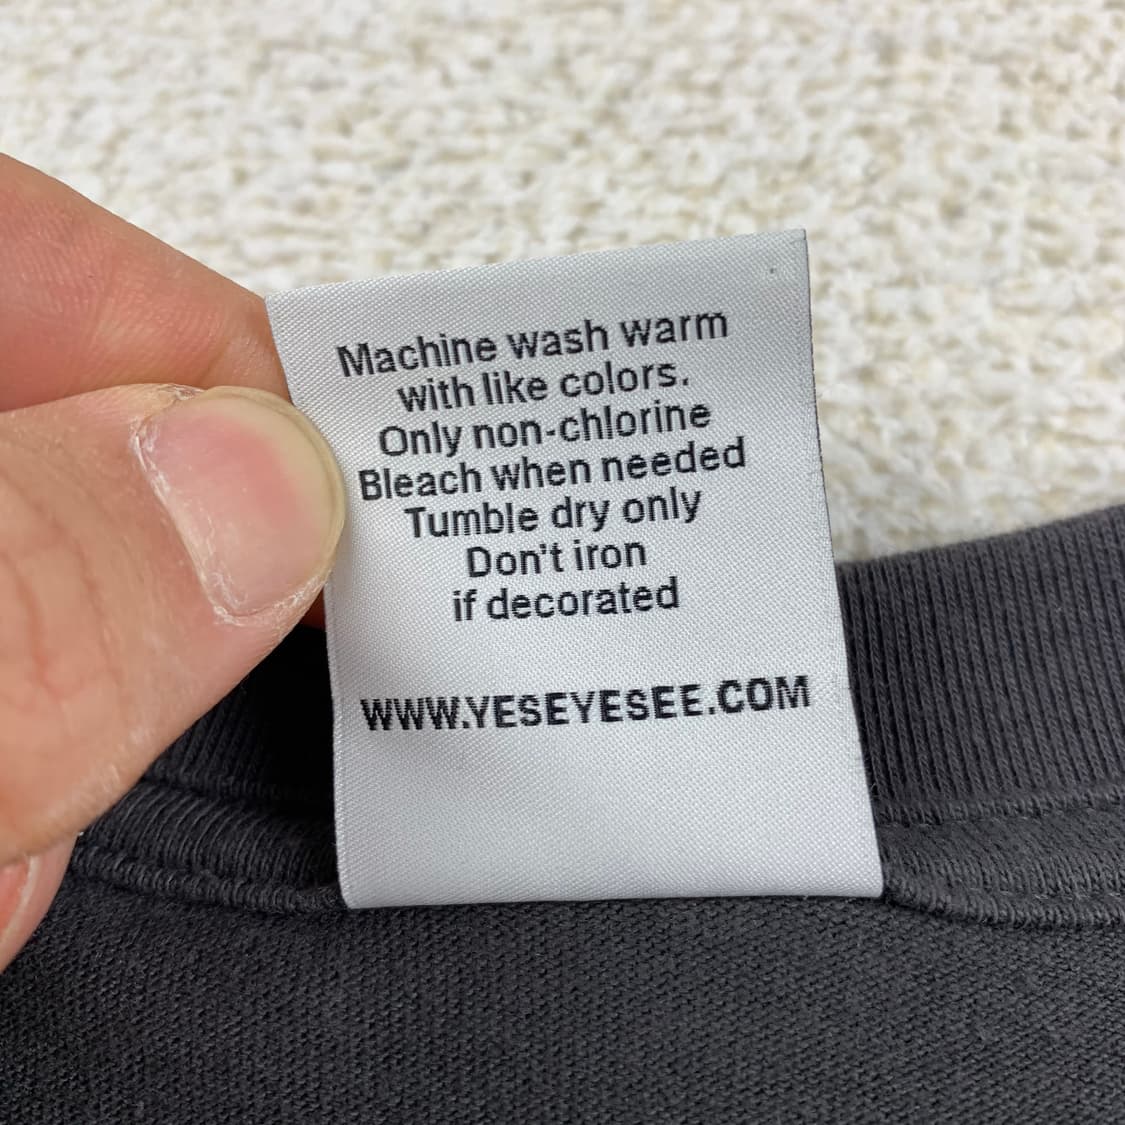 Machine wash warm
with like colors.
Only non-chlorine
Bleach when needed
Tumble dry only
Don't iron
if decorated
WWW.YESEYESEE.COM